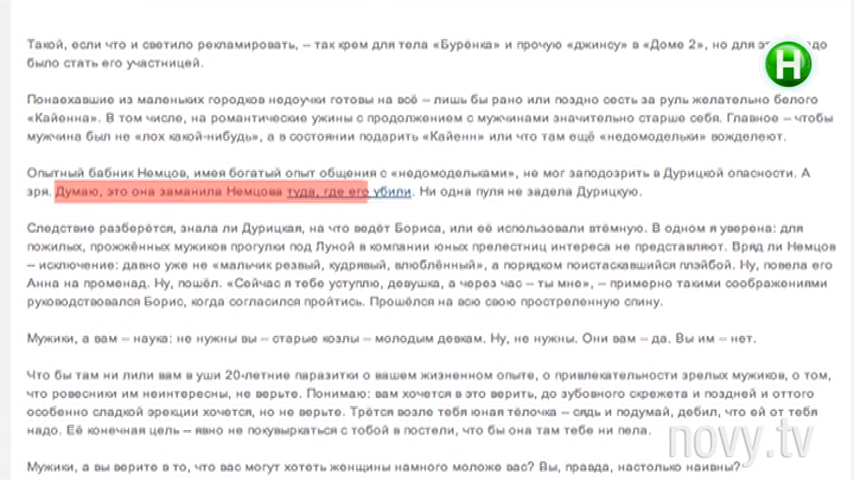 Такой, если что и светило рекламировать, – так крем для тела «Бурёнка» и прочую «джинсу» в «Доме 2», но для
было стать его участницей.
Н
Понаехавшие из маленьких городков недоучки готовы на всё – лишь бы рано или поздно сесть за руль желательно белого
«Кайенна». В том числе, на романтические ужины с продолжением с мужчинами значительно старше себя. Главное – чтобы
мужчина был не «лох какой-нибудь», а в состоянии подарить «Кайенн» или что там ещё «недомодельки» вожделеют.
Опытный бабник Немцов, имея богатый опыт общения с «недомодельками», не мог заподозрить в Дурицкой опасности. А
зря. Думаю, это она заманила Немцова туда, где его убили. Ни одна пуля не задела Дурицкую.
Следствие разберётся, знала ли Дурицкая, на что ведёт Бориса, или её использовали втёмную. В одном я уверена: для
пожилых, прожжённых мужиков прогулки под Луной в компании юных прелестниц интереса не представляют. Вряд ли Немцов
– исключение: давно уже не «мальчик резвый, кудрявый, влюблённый», а порядком поистаскавшийся плэйбой. Ну, повела его
Анна на променад. Ну, пошёл. «Сейчас я тебе уступлю, девушка, а через час – ты мне», – примерно такими соображениями
руководствовался Борис, когда согласился пройтись. Прошёлся на всю свою простреленную спину.
Мужики, а вам – наука: не нужны вы – старые козлы – молодым девкам. Ну, не нужны. Они вам – да. Вы им – нет.
Что бы там ни лили вам в уши 20-летние паразитки о вашем жизненном опыте, о привлекательности зрелых мужиков, о том,
что ровесники им неинтересны, не верьте. Понимаю: вам хочется в это верить, до зубовного скрежета и поздней и оттого
особенно сладкой эрекции хочется, но не верьте. Трётся возле тебя юная тёлочка – сядь и подумай, дебил, что ей от тебя
надо. Её конечная цель – явно не покувыркаться с тобой в постели, что бы она там тебе ни пела.
novy.tv
Мужики, а вы верите в то, что вас могут хотеть женщины намного моложе вас? Вы, правда, настолько наивны?